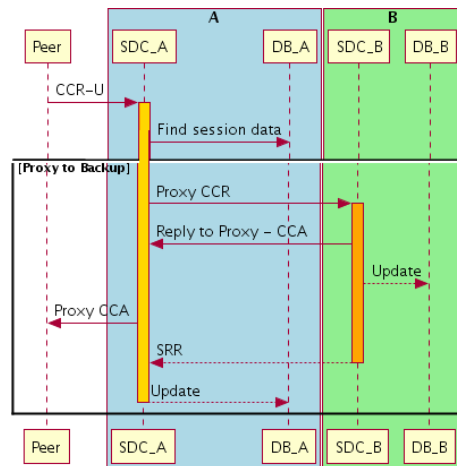 A B
Peer SDC_A DB_A SDC_B DB_B
CCR-U
Find session data
[Proxy to Backup]
Proxy CCR
Reply to Proxy - CCA
Update
Proxy CCA
SRR
Update
Peer SDC_A DB_A SDC_B DB_B